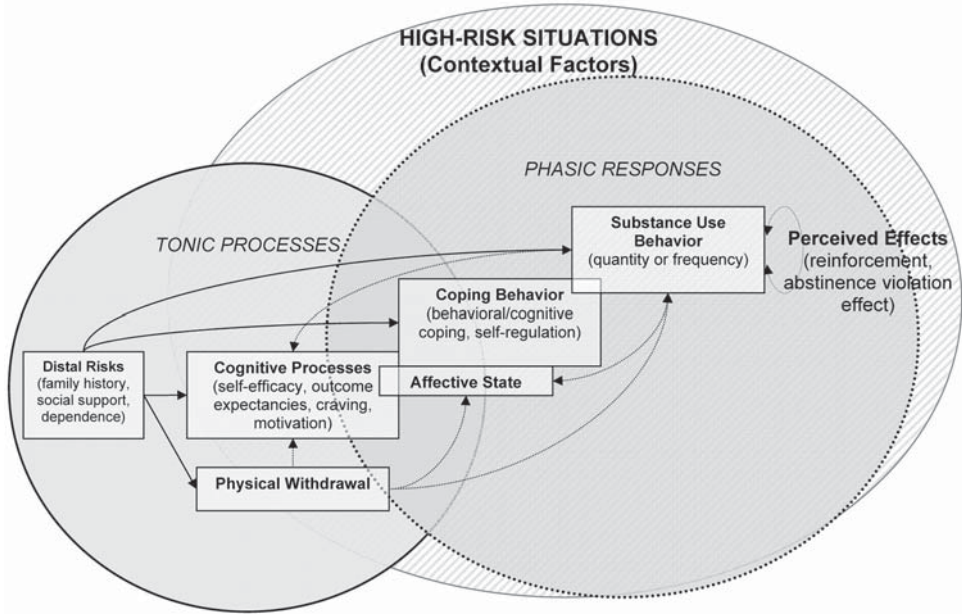 HIGH-RISK SITUATIONS
(Contextual Factors)
PHASIC RESPONSES
TONIC PROCESSES
Substance Use
Behavior
(quantity or frequency)
Perceived Effects
(reinforcement,
abstinence violation
effect)
Coping Behavior
(behavioral/cognitive
coping, self-regulation)
Distal Risks
(family history,
social support,
dependence)
Cognitive Processes
(self-efficacy, outcome
expectancies, craving,
motivation)
Affective State
Physical Withdrawal